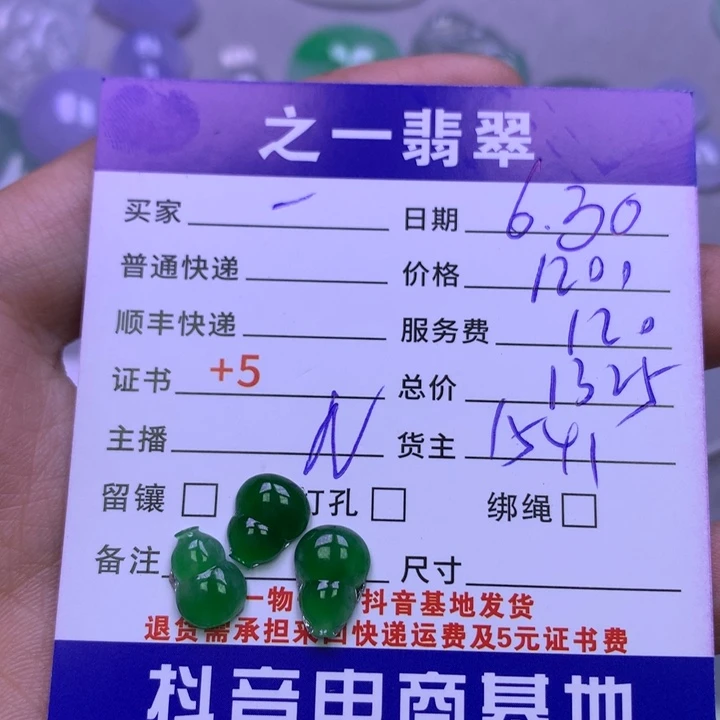 之一翡翠
买家 一 日期 6.30
普通快递 价格 1200
顺丰快递 服务费 120
证书 +5 总价 1325
主播 N 货主 1541
留镶 打孔 绑绳
备注 尺寸
一物 抖音基地发货
退货需承担来回快递运费及5元证书费
抖音电商基地